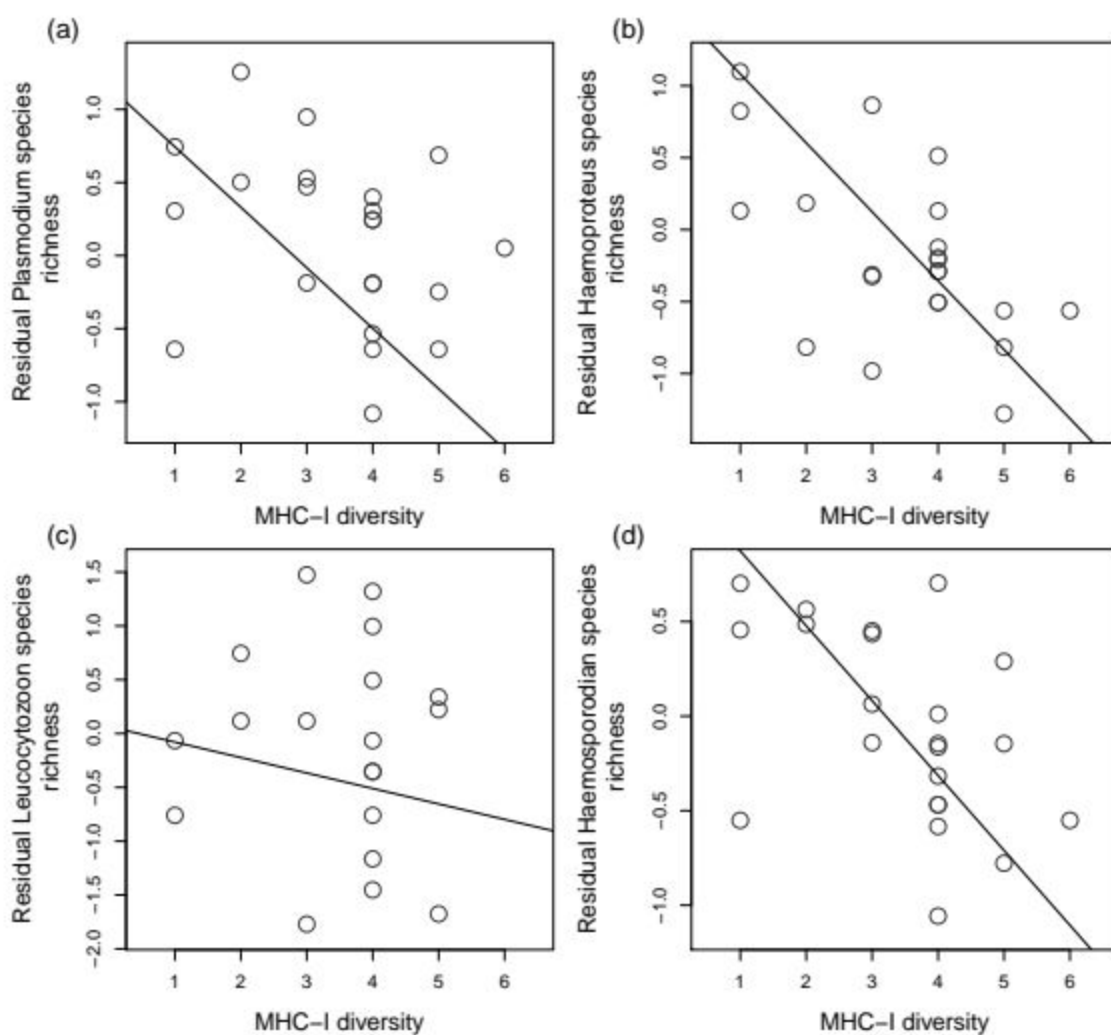 (a)
Residual Plasmodium species
richness
1.0
0.5
0.0
−0.5
−1.0
1 2 3 4 5 6
MHC−I diversity
(b)
Residual Haemoproteus species
richness
1.0
0.5
0.0
−0.5
−1.0
1 2 3 4 5 6
MHC−I diversity
(c)
Residual Leucocytozoon species
richness
1.5
1.0
0.5
0.0
−0.5
−1.0
−1.5
−2.0
1 2 3 4 5 6
MHC−I diversity
(d)
Residual Haemosporodian species
richness
0.5
0.0
−0.5
−1.0
1 2 3 4 5 6
MHC−I diversity